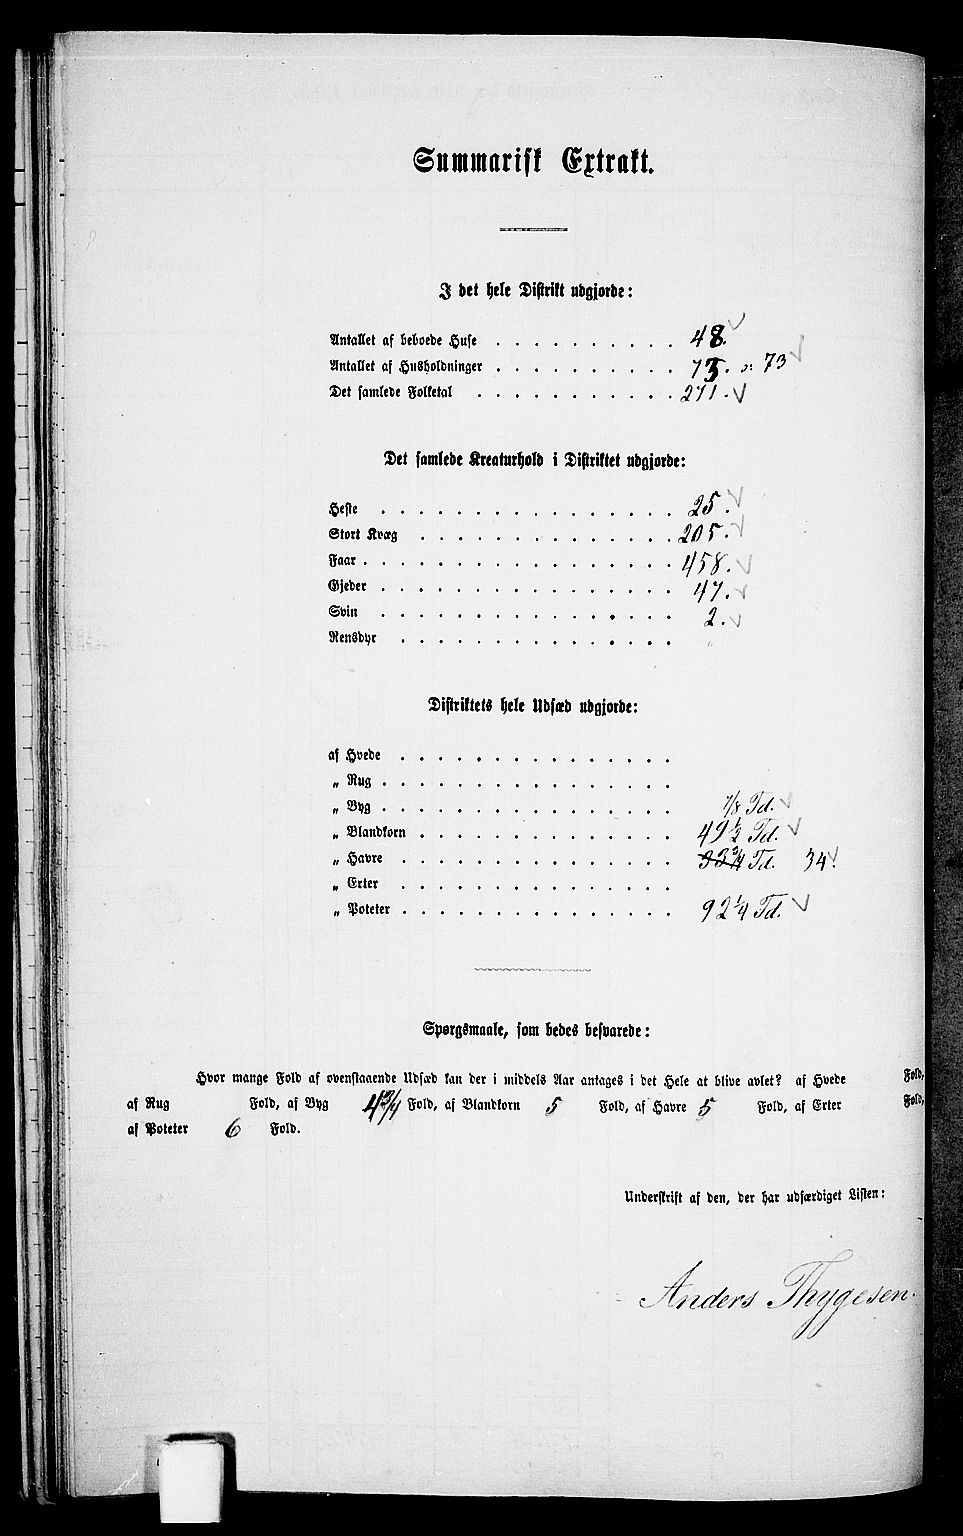 Summarisk Extrakt.
I det hele Distrikt udgjorde:
Antallet af beboede Huse . . . . . . . . . . 48.
Antallet af Husholdninger . . . . . . . . . . 73. ɔ: 73
Det samlede Folketal . . . . . . . . . . . 271.
Det samlede Kreaturhold i Distriktet udgjorde:
Heste . . . . . . . . . . . . . . . . 25.
Stort Kvæg . . . . . . . . . . . . . . 205.
Faar . . . . . . . . . . . . . . . . . 458.
Gjeder . . . . . . . . . . . . . . . . 47.
Svin . . . . . . . . . . . . . . . . 2.
Rensdyr . . . . . . . . . . . . . . . "
Distriktets hele Udsæd udgjorde:
af Hvede . . . . . . . . . . . . . . .
„ Rug . . . . . . . . . . . . . . . .
„ Byg . . . . . . . . . . . . . . . . 7/8 Td.
„ Blandkorn . . . . . . . . . . . . . . 49 1/2 Td.
„ Havre . . . . . . . . . . . . . . . 33 3/4 Td. 34.
„ Erter . . . . . . . . . . . . . . .
„ Poteter . . . . . . . . . . . . . . . 92 1/4 Td.
Spørgsmaale, som bedes besvarede:
Hvor mange Fold af ovenstaaende Udsæd kan der i middels Aar antages i det Hele at blive avlet? af Hvede Fold,
af Rug Fold, af Byg 4 3/4 Fold, af Blandkorn 5 Fold, af Havre 5 Fold, af Erter Fold,
af Poteter 6 Fold.
Underskrift af den, der har udfærdiget Listen:
Anders Thygesen.